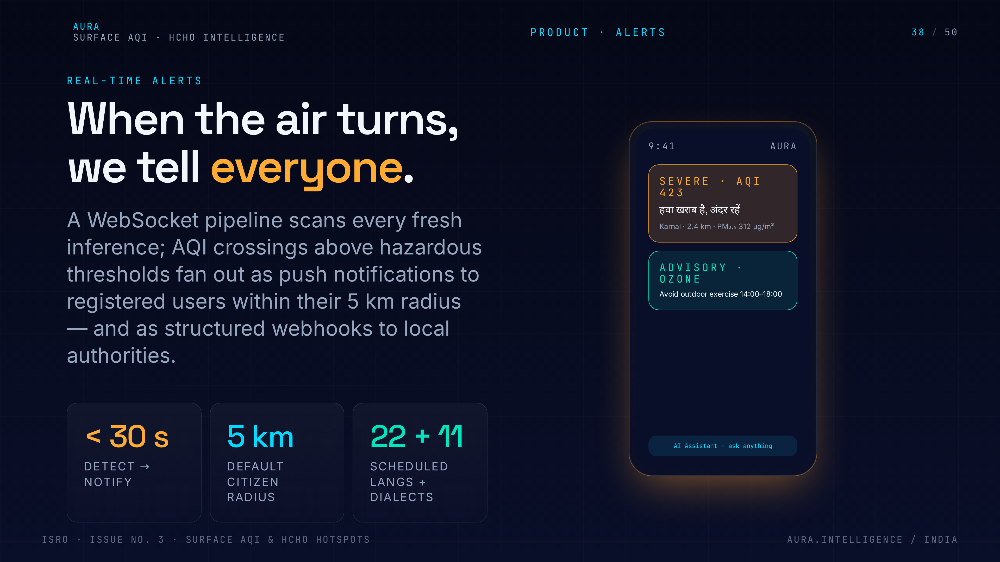 AURA
SURFACE AQI · HCHO INTELLIGENCE
PRODUCT · ALERTS
38 / 50
REAL-TIME ALERTS
When the air turns,
we tell everyone.
A WebSocket pipeline scans every fresh
inference; AQI crossings above hazardous
thresholds fan out as push notifications to
registered users within their 5 km radius
— and as structured webhooks to local
authorities.
< 30 s
DETECT →
NOTIFY
5 km
DEFAULT
CITIZEN
RADIUS
22 + 11
SCHEDULED
LANGS +
DIALECTS
9:41
AURA
SEVERE · AQI
423
हवा खराब है, अंदर रहें
Karnal · 2.4 km · PM₂.₅ 312 µg/m³
ADVISORY ·
OZONE
Avoid outdoor exercise 14:00–18:00
AI Assistant · ask anything
ISRO · ISSUE NO. 3 · SURFACE AQI & HCHO HOTSPOTS
AURA.INTELLIGENCE / INDIA